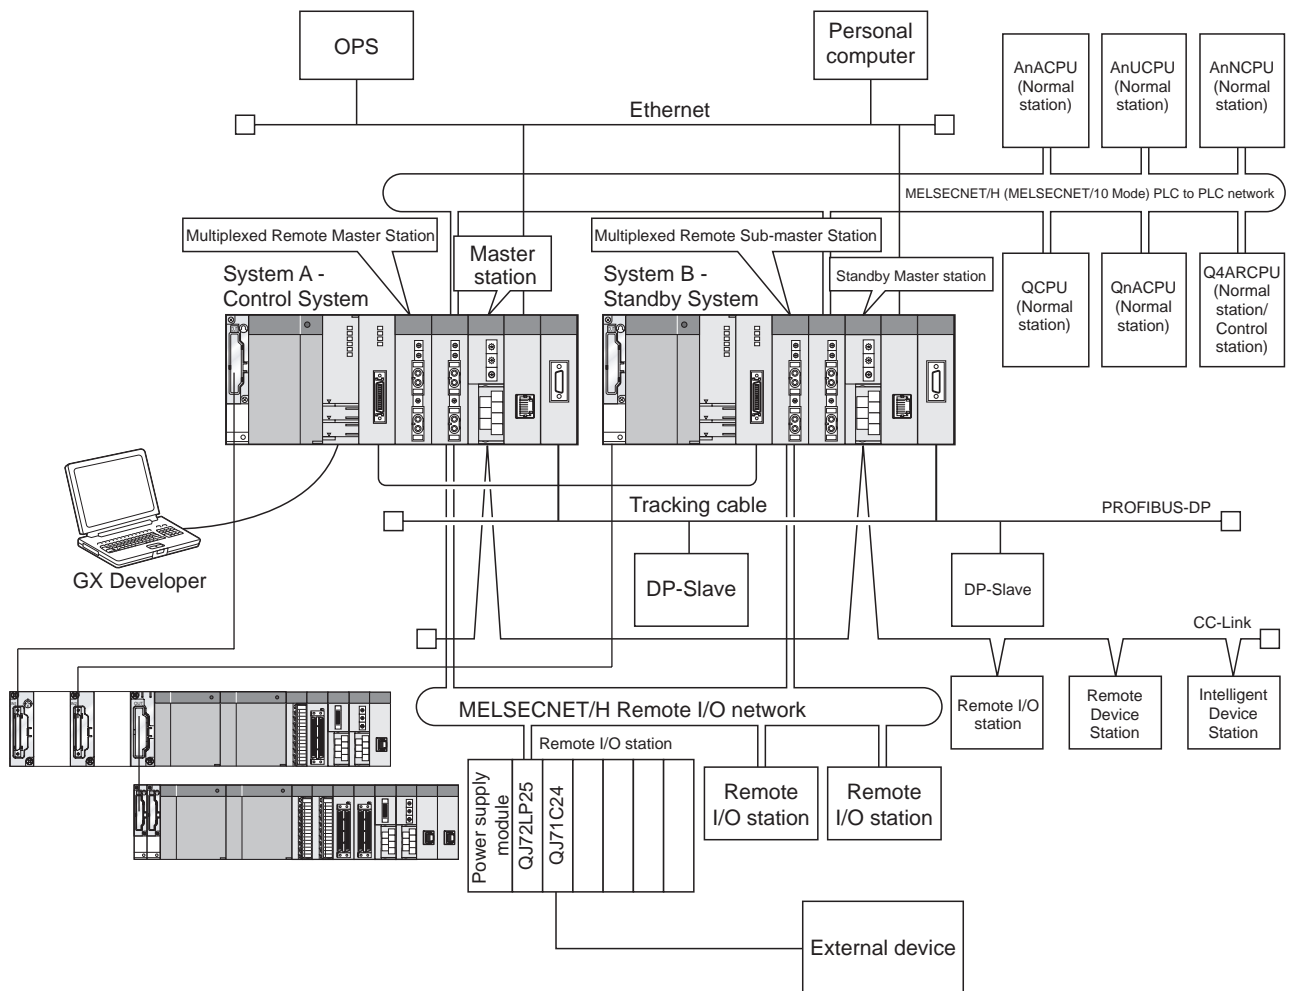 OPS
Personal
computer
AnACPU
(Normal
station)
AnUCPU
(Normal
station)
AnNCPU
(Normal
station)
Ethernet
MELSECNET/H (MELSECNET/10 Mode) PLC to PLC network
Multiplexed Remote Master Station
Master
station
Multiplexed Remote Sub-master Station
Standby Master station
System A -
Control System
System B -
Standby System
QCPU
(Normal
station)
QnACPU
(Normal
station)
Q4ARCPU
(Normal
station/
Control
station)
GX Developer
Tracking cable
PROFIBUS-DP
DP-Slave
DP-Slave
CC-Link
Remote I/O
station
Remote
Device
Station
Intelligent
Device
Station
MELSECNET/H Remote I/O network
Remote I/O station
Power supply
module
QJ72LP25
QJ71C24
Remote
I/O station
Remote
I/O station
External device